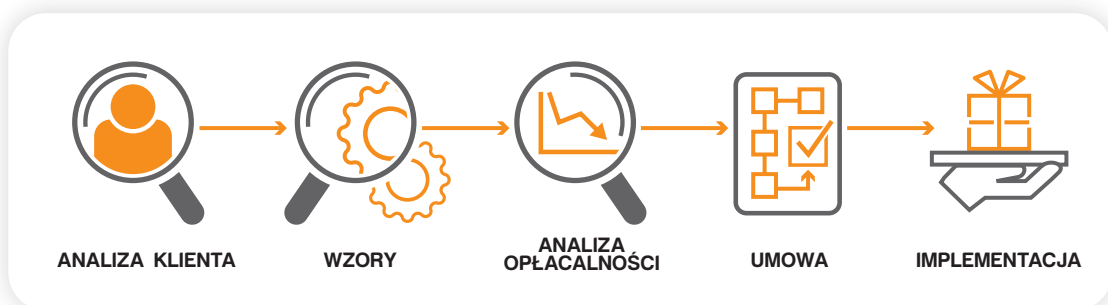 ANALIZA KLIENTA
WZORY
ANALIZA
OPŁACALNOŚCI
UMOWA
IMPLEMENTACJA